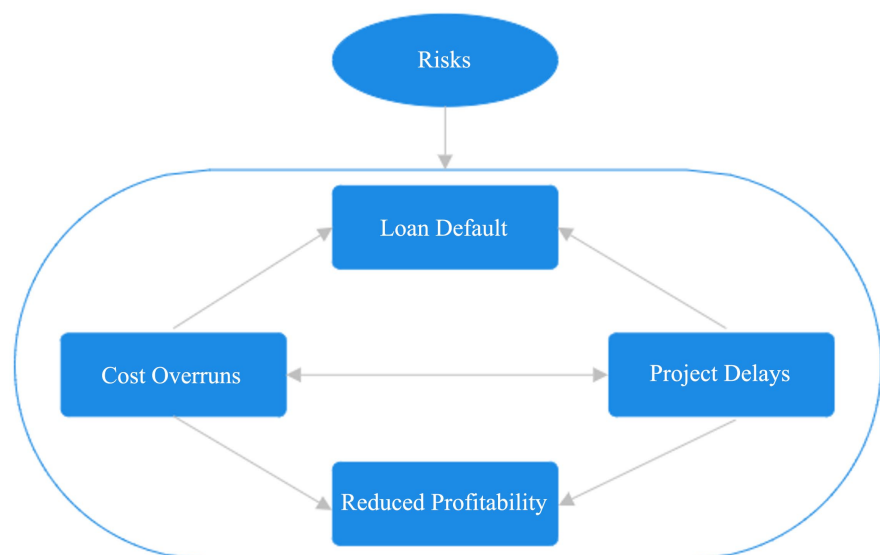 Risks
Loan Default
Cost Overruns
Project Delays
Reduced Profitability